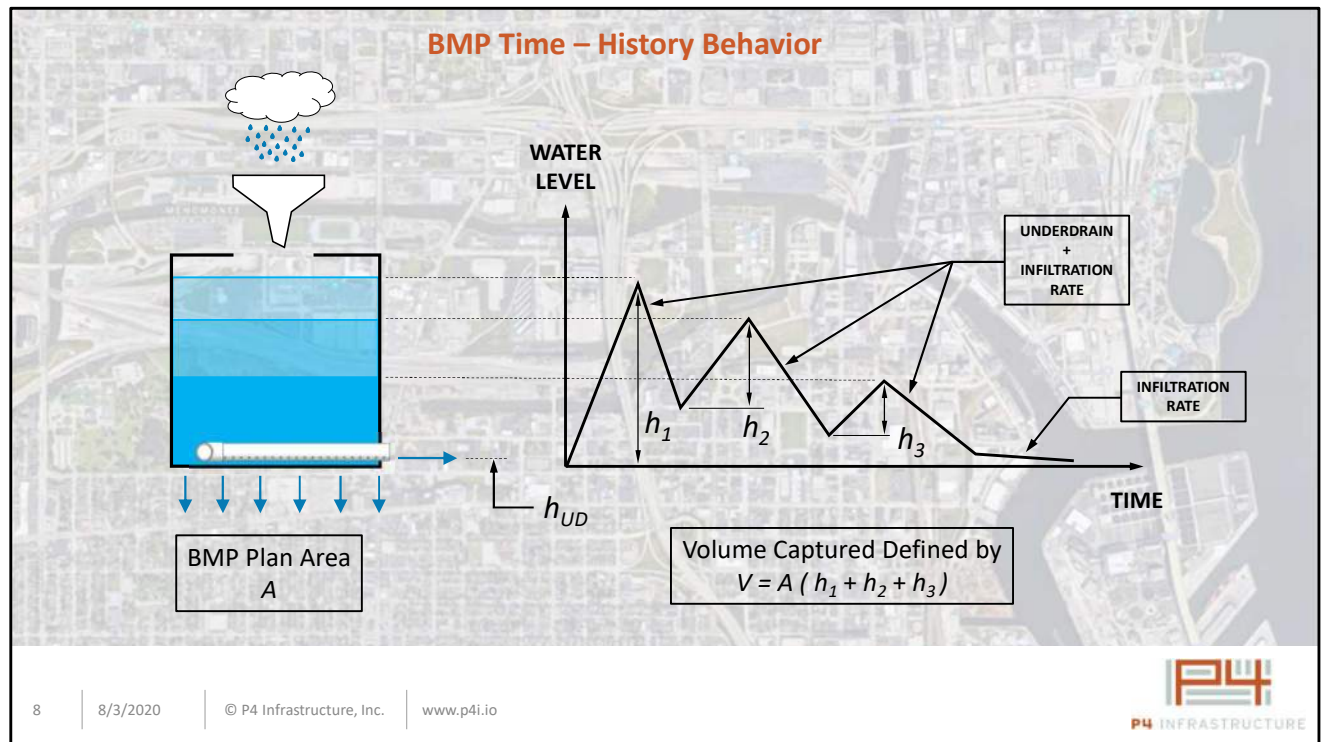 BMP Time – History Behavior
WATER
LEVEL
UNDERDRAIN
+
INFILTRATION
RATE
INFILTRATION
RATE
h1
h2
h3
TIME
hUD
BMP Plan Area
A
Volume Captured Defined by
V = A ( h1 + h2 + h3 )
8
8/3/2020
© P4 Infrastructure, Inc.
www.p4i.io
P4
P4 INFRASTRUCTURE